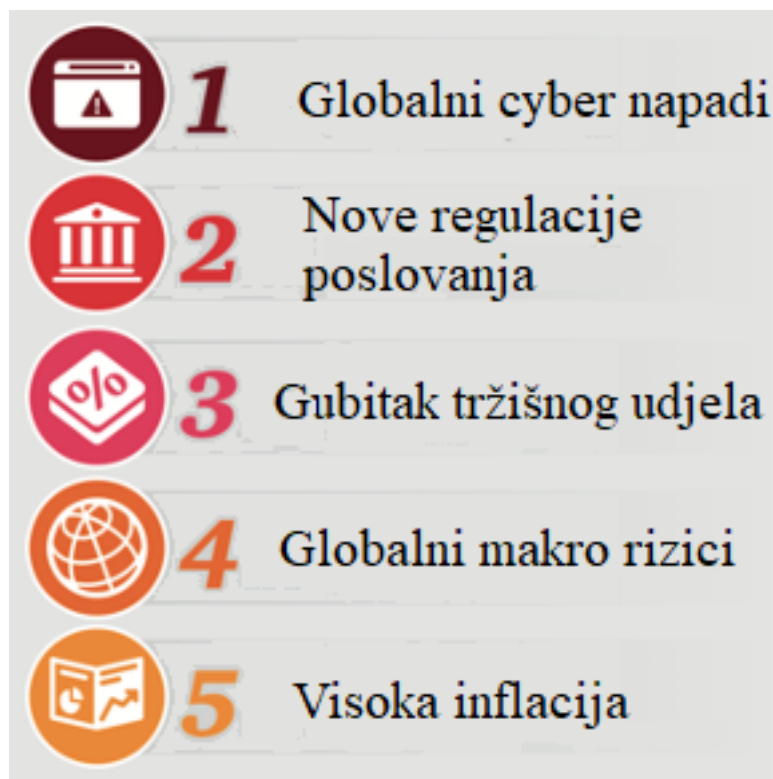 1 Globalni cyber napadi
2 Nove regulacije
poslovanja
3 Gubitak tržišnog udjela
4 Globalni makro rizici
5 Visoka inflacija